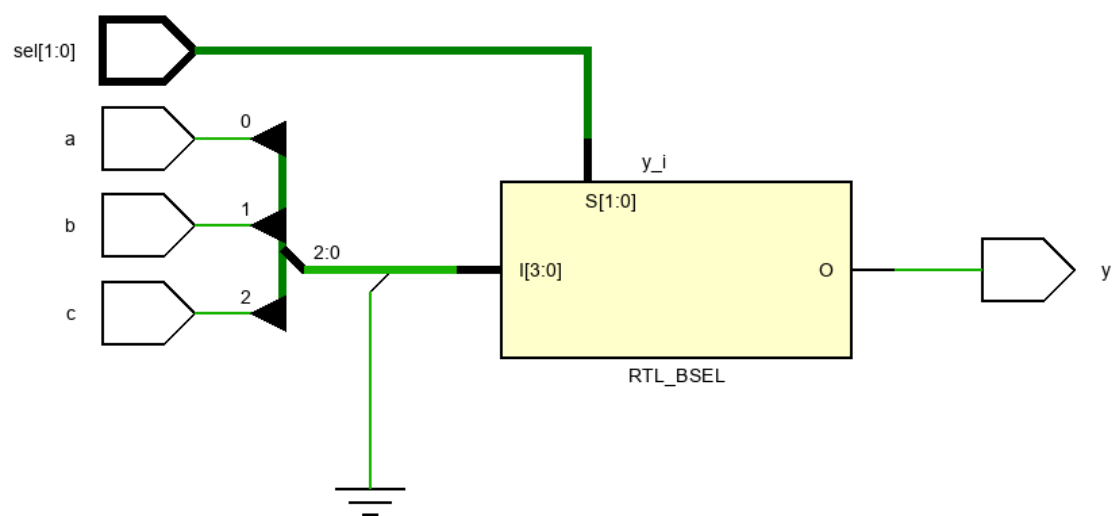 sel[1:0]
a
0
b
1
c
2
2:0
y_i
S[1:0]
I[3:0]
O
RTL_BSEL
y